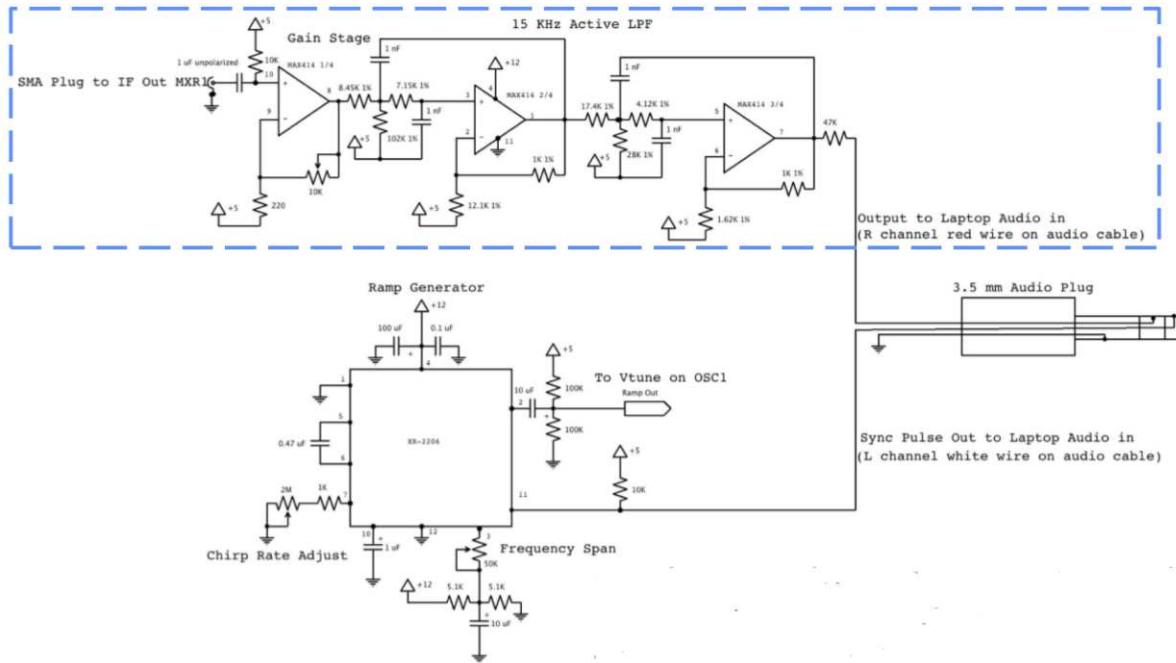 15 KHz Active LPF
+5
Gain Stage
1 uF unpolarized
10K
1 nF
+12
1 nF
SMA Plug to IF Out MXR1
10
MAX414 1/4
8
8.45K 1%
7.15K 1%
3
MAX414 2/4
4
1
17.4K 1%
4.12K 1%
5
MAX414 3/4
7
47K
9
+5
102K 1%
1 nF
2
11
+5
28K 1%
1 nF
6
10K
1K 1%
1K 1%
+5
220
+5
12.1K 1%
+5
1.62K 1%
Output to Laptop Audio in
(R channel red wire on audio cable)
Ramp Generator
+12
3.5 mm Audio Plug
100 uF
0.1 uF
+
4
+5
1
100K
To Vtune on OSC1
10 uF
2
Ramp Out
5
0.47 uF
XR-2206
+
100K
6
+5
Sync Pulse Out to Laptop Audio in
(L channel white wire on audio cable)
2M
1K
7
11
10K
10
+
1 uF
12
3
Chirp Rate Adjust
50K
Frequency Span
+12
5.1K
5.1K
+
10 uF